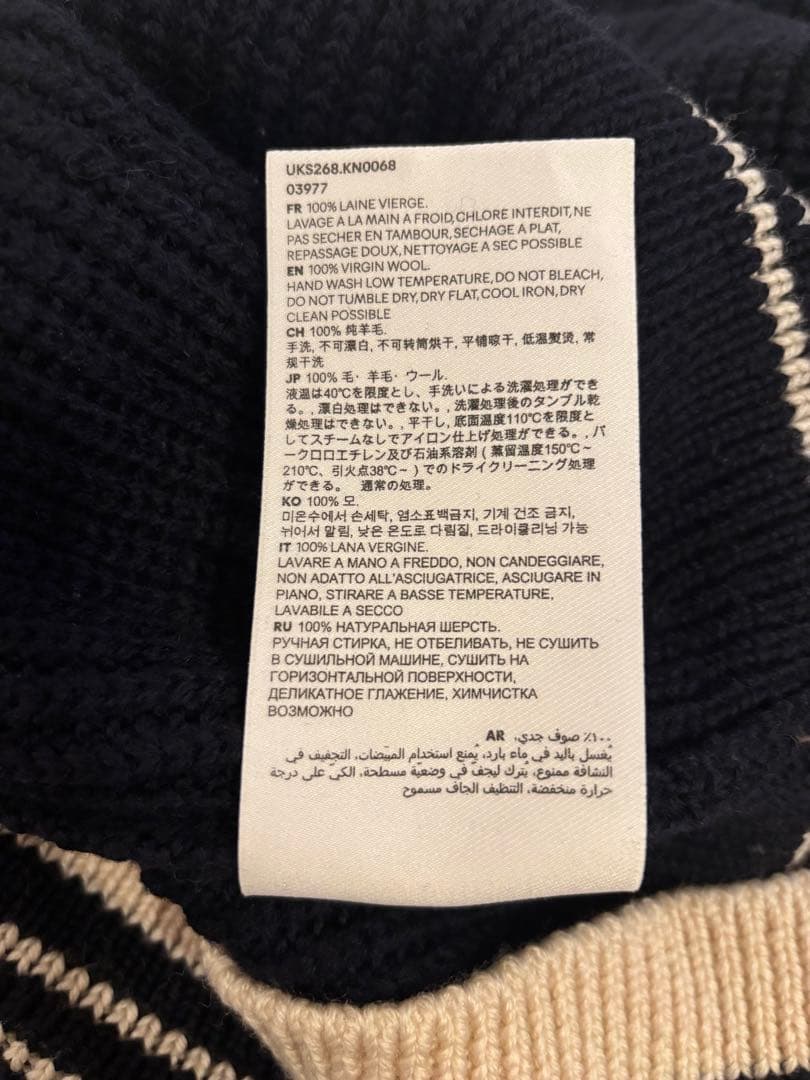 UKS268.KN0068
03977
FR 100% LAINE VIERGE.
LAVAGE A LA MAIN A FROID, CHLORE INTERDIT, NE
PAS SECHER EN TAMBOUR, SECHAGE A PLAT,
REPASSAGE DOUX, NETTOYAGE A SEC POSSIBLE
EN 100% VIRGIN WOOL.
HAND WASH LOW TEMPERATURE, DO NOT BLEACH,
DO NOT TUMBLE DRY, DRY FLAT, COOL IRON, DRY
CLEAN POSSIBLE
CH 100% 纯羊毛.
手洗, 不可漂白, 不可转筒烘干, 平铺晾干, 低温熨烫, 常
规干洗
JP 100% 毛・羊毛・ウール.
液温は40℃を限度とし、手洗いによる洗濯処理ができ
る。, 漂白処理はできない。, 洗濯処理後のタンブル乾
燥処理はできない。, 平干し, 底面温度110℃を限度と
してスチームなしでアイロン仕上げ処理ができる。, パ
ークロロエチレン及び石油系溶剤（蒸留温度150℃～
210℃、引火点38℃～）でのドライクリーニング処理
ができる。 通常の処理。
KO 100% 모.
미온수에서 손세탁, 염소표백금지, 기계 건조 금지,
뉘어서 말림, 낮은 온도로 다림질, 드라이클리닝 가능
IT 100% LANA VERGINE.
LAVARE A MANO A FREDDO, NON CANDEGGIARE,
NON ADATTO ALL'ASCIUGATRICE, ASCIUGARE IN
PIANO, STIRARE A BASSE TEMPERATURE,
LAVABILE A SECCO
RU 100% НАТУРАЛЬНАЯ ШЕРСТЬ.
РУЧНАЯ СТИРКА, НЕ ОТБЕЛИВАТЬ, НЕ СУШИТЬ
В СУШИЛЬНОЙ МАШИНЕ, СУШИТЬ НА
ГОРИЗОНТАЛЬНОЙ ПОВЕРХНОСТИ,
ДЕЛИКАТНОЕ ГЛАЖЕНИЕ, ХИМЧИСТКА
ВОЗМОЖНО
AR ١٠٠٪ صوف جدي.
يُغسل باليد في ماء بارد، يُمنع استخدام المبيّضات، التجفيف في
النشافة ممنوع، يُترك ليجفّ في وضعيّة مسطحة، الكيّ على درجة
حرارة منخفضة، التنظيف الجاف مسموح